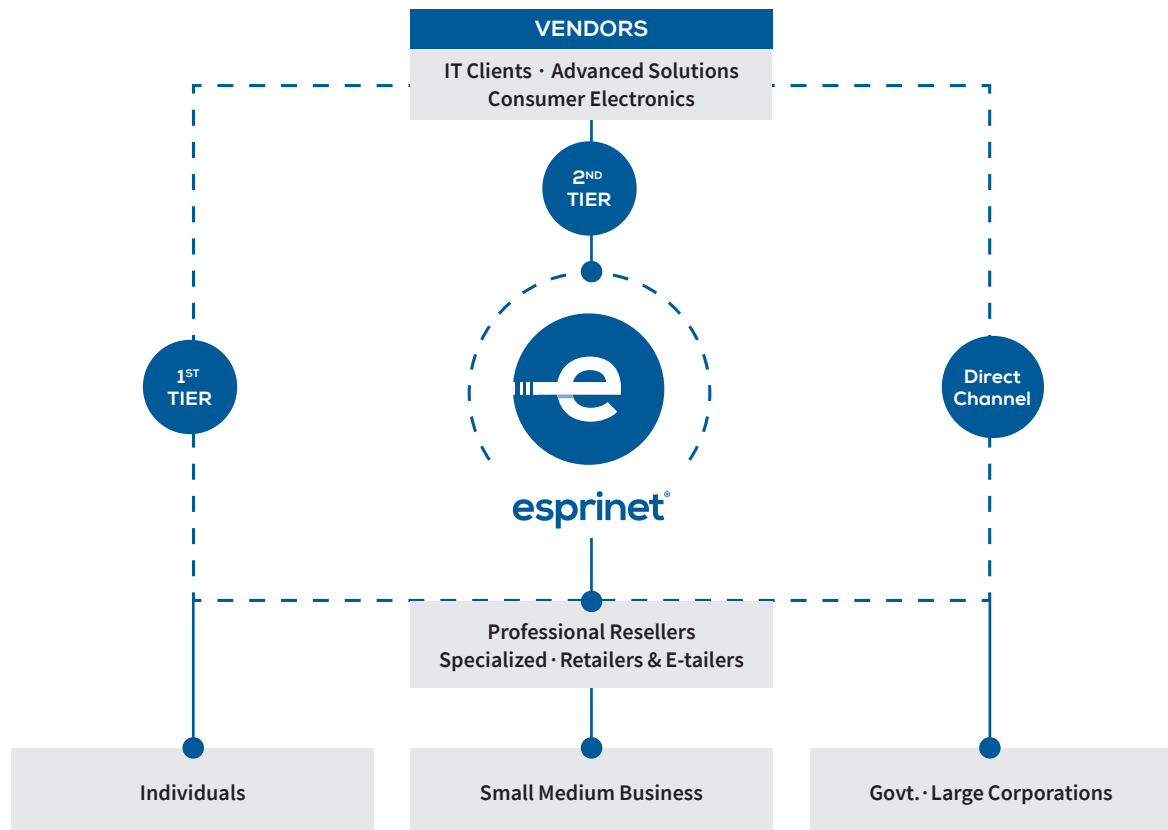 VENDORS
IT Clients · Advanced Solutions
Consumer Electronics
2ND
TIER
1ST
TIER
Direct
Channel
e
esprinet®
Professional Resellers
Specialized · Retailers & E-tailers
Individuals
Small Medium Business
Govt. · Large Corporations